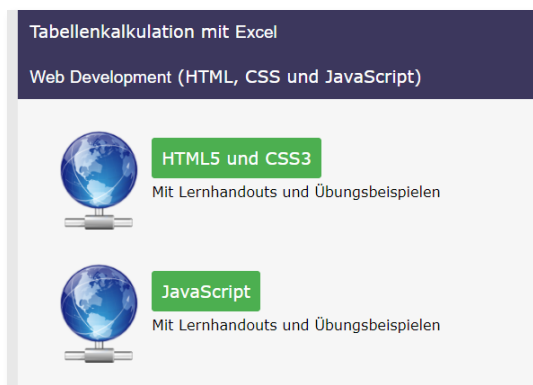 Tabellenkalkulation mit Excel
Web Development (HTML, CSS und JavaScript)
HTML5 und CSS3
Mit Lernhandouts und Übungsbeispielen
JavaScript
Mit Lernhandouts und Übungsbeispielen